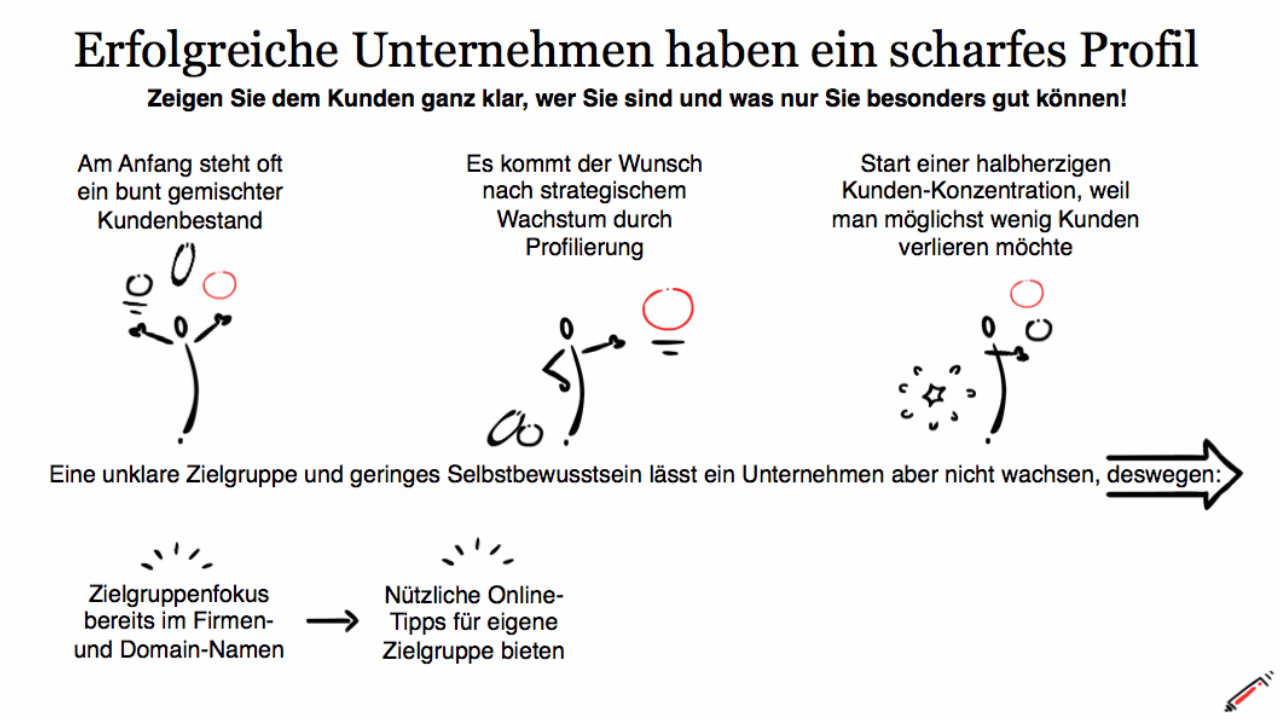 Erfolgreiche Unternehmen haben ein scharfes Profil
Zeigen Sie dem Kunden ganz klar, wer Sie sind und was nur Sie besonders gut können!
Am Anfang steht oft
ein bunt gemischter
Kundenbestand
Es kommt der Wunsch
nach strategischem
Wachstum durch
Profilierung
Start einer halbherzigen
Kunden-Konzentration, weil
man möglichst wenig Kunden
verlieren möchte
Eine unklare Zielgruppe und geringes Selbstbewusstsein lässt ein Unternehmen aber nicht wachsen, deswegen:
Zielgruppenfokus
bereits im Firmen-
und Domain-Namen
Nützliche Online-
Tipps für eigene
Zielgruppe bieten